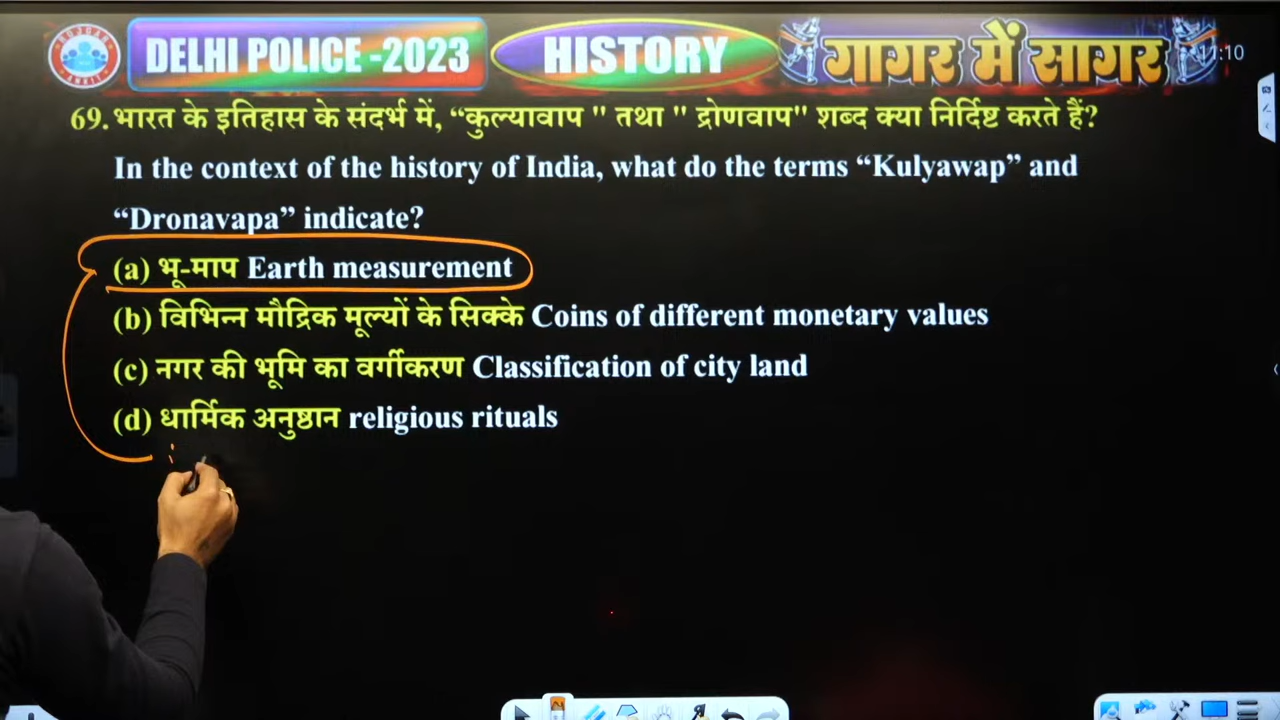 ROJGAR
DELHI POLICE -2023 HISTORY गागर में सागर
69. भारत के इतिहास के संदर्भ में, “कुल्यावाप " तथा " द्रोणवाप" शब्द क्या निर्दिष्ट करते हैं?
In the context of the history of India, what do the terms “Kulyawap” and
“Dronavapa” indicate?
(a) भू-माप Earth measurement
(b) विभिन्न मौद्रिक मूल्यों के सिक्के Coins of different monetary values
(c) नगर की भूमि का वर्गीकरण Classification of city land
(d) धार्मिक अनुष्ठान religious rituals